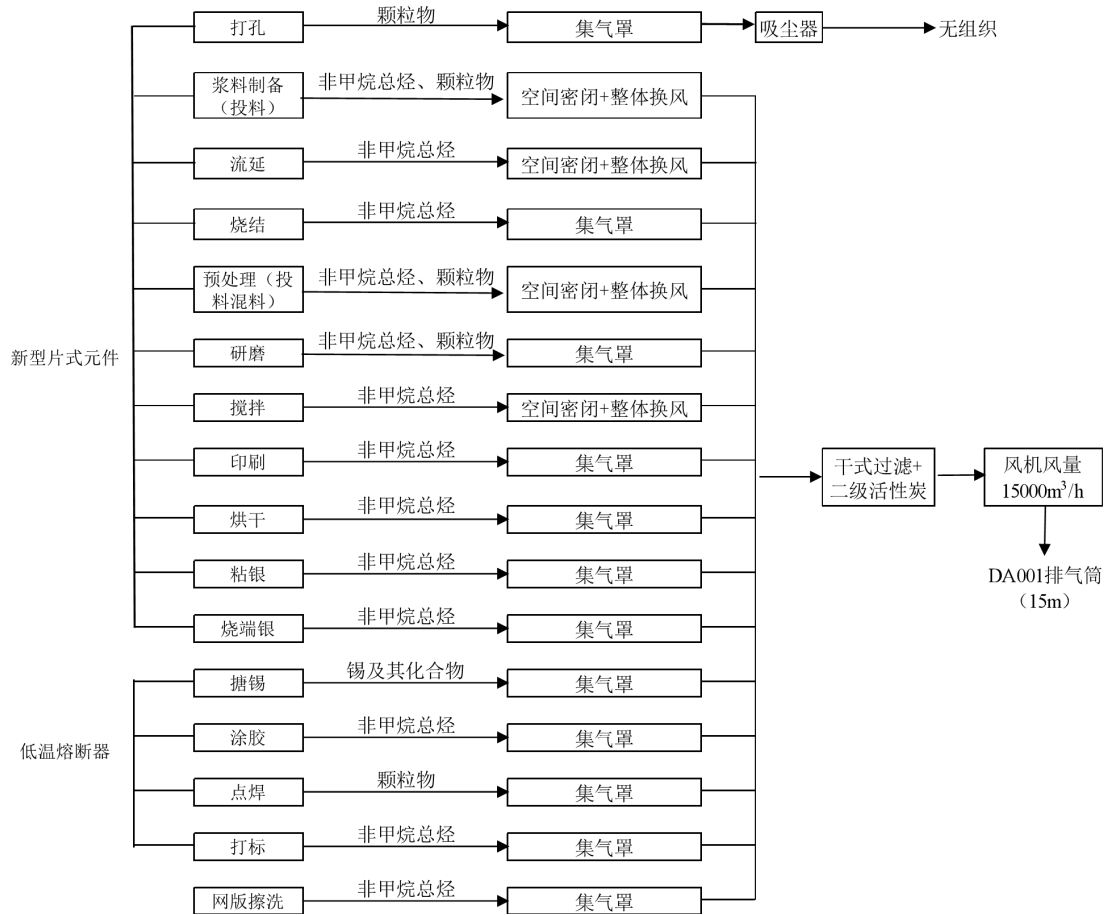 打孔
颗粒物
集气罩
吸尘器
无组织
浆料制备
（投料）
非甲烷总烃、颗粒物
空间密闭+整体换风
流延
非甲烷总烃
空间密闭+整体换风
烧结
非甲烷总烃
集气罩
预处理（投
料混料）
非甲烷总烃、颗粒物
空间密闭+整体换风
新型片式元件
研磨
非甲烷总烃、颗粒物
集气罩
搅拌
非甲烷总烃
空间密闭+整体换风
印刷
非甲烷总烃
集气罩
干式过滤+
二级活性炭
风机风量
15000m³/h
烘干
非甲烷总烃
集气罩
粘银
非甲烷总烃
集气罩
DA001排气筒
（15m）
烧端银
非甲烷总烃
集气罩
搪锡
锡及其化合物
集气罩
低温熔断器
涂胶
非甲烷总烃
集气罩
点焊
颗粒物
集气罩
打标
非甲烷总烃
集气罩
网版擦洗
非甲烷总烃
集气罩